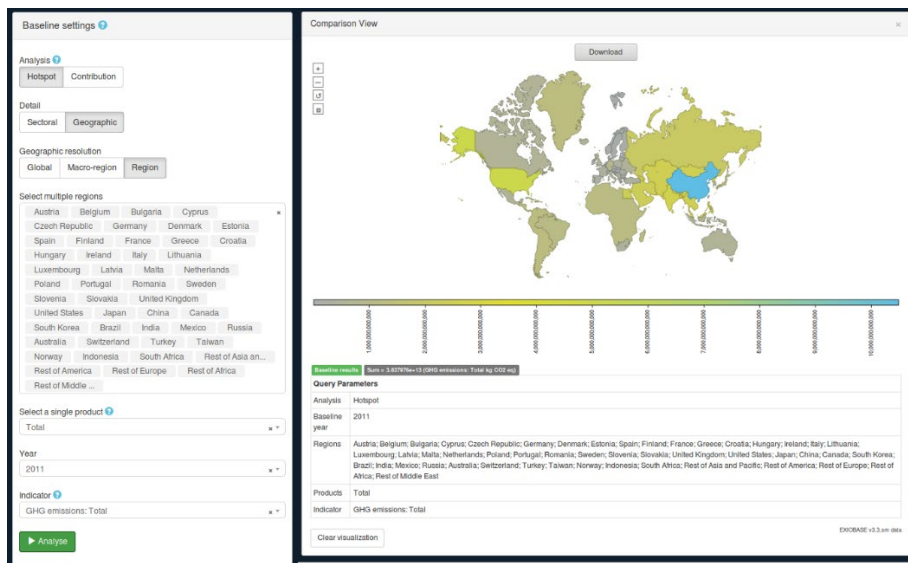 Baseline settings ?
Analysis ?
Hotspot Contribution
Detail
Sectoral Geographic
Geographic resolution
Global Macro-region Region
Select multiple regions
Austria Belgium Bulgaria Cyprus ×
Czech Republic Germany Denmark Estonia
Spain Finland France Greece Croatia
Hungary Ireland Italy Lithuania
Luxembourg Latvia Malta Netherlands
Poland Portugal Romania Sweden
Slovenia Slovakia United Kingdom
United States Japan China Canada
South Korea Brazil India Mexico Russia
Australia Switzerland Turkey Taiwan
Norway Indonesia South Africa Rest of Asia an...
Rest of America Rest of Europe Rest of Africa
Rest of Middle ...
Select a single product ?
Total ×
Year
2011 ×
Indicator ?
GHG emissions: Total ×
Analyse
Comparison View ×
Download
1,000,000,000,000
2,000,000,000,000
3,000,000,000,000
4,000,000,000,000
5,000,000,000,000
6,000,000,000,000
7,000,000,000,000
8,000,000,000,000
9,000,000,000,000
10,000,000,000,000
Baseline results
Query Parameters
Analysis Hotspot
Baseline year 2011
Regions Austria; Belgium; Bulgaria; Cyprus; Czech Republic; Germany; Denmark; Estonia; Spain; Finland; France; Greece; Croatia; Hungary; Ireland; Italy; Lithuania;
Luxembourg; Latvia; Malta; Netherlands; Poland; Portugal; Romania; Sweden; Slovenia; Slovakia; United Kingdom; United States; Japan; China; Canada; South Korea;
Brazil; India; Mexico; Russia; Australia; Switzerland; Turkey; Taiwan; Norway; Indonesia; South Africa; Rest of Asia and Pacific; Rest of America; Rest of Europe; Rest of
Africa; Rest of Middle East
Products Total
Indicator GHG emissions: Total
EXIOBASE v3.3.sm data
Clear visualization